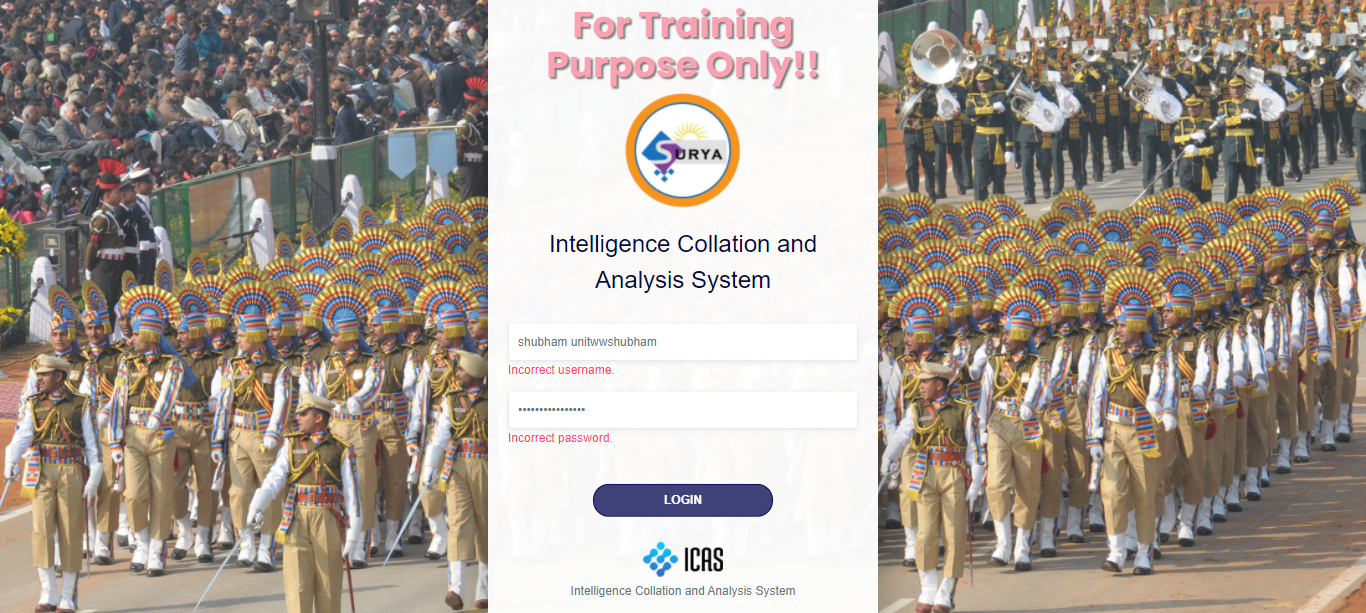 For Training
Purpose Only!!
SURYA
Intelligence Collation and
Analysis System
shubham unitwwshubham
Incorrect username.
••••••••••••••••
Incorrect password.
LOGIN
ICAS
Intelligence Collation and Analysis System